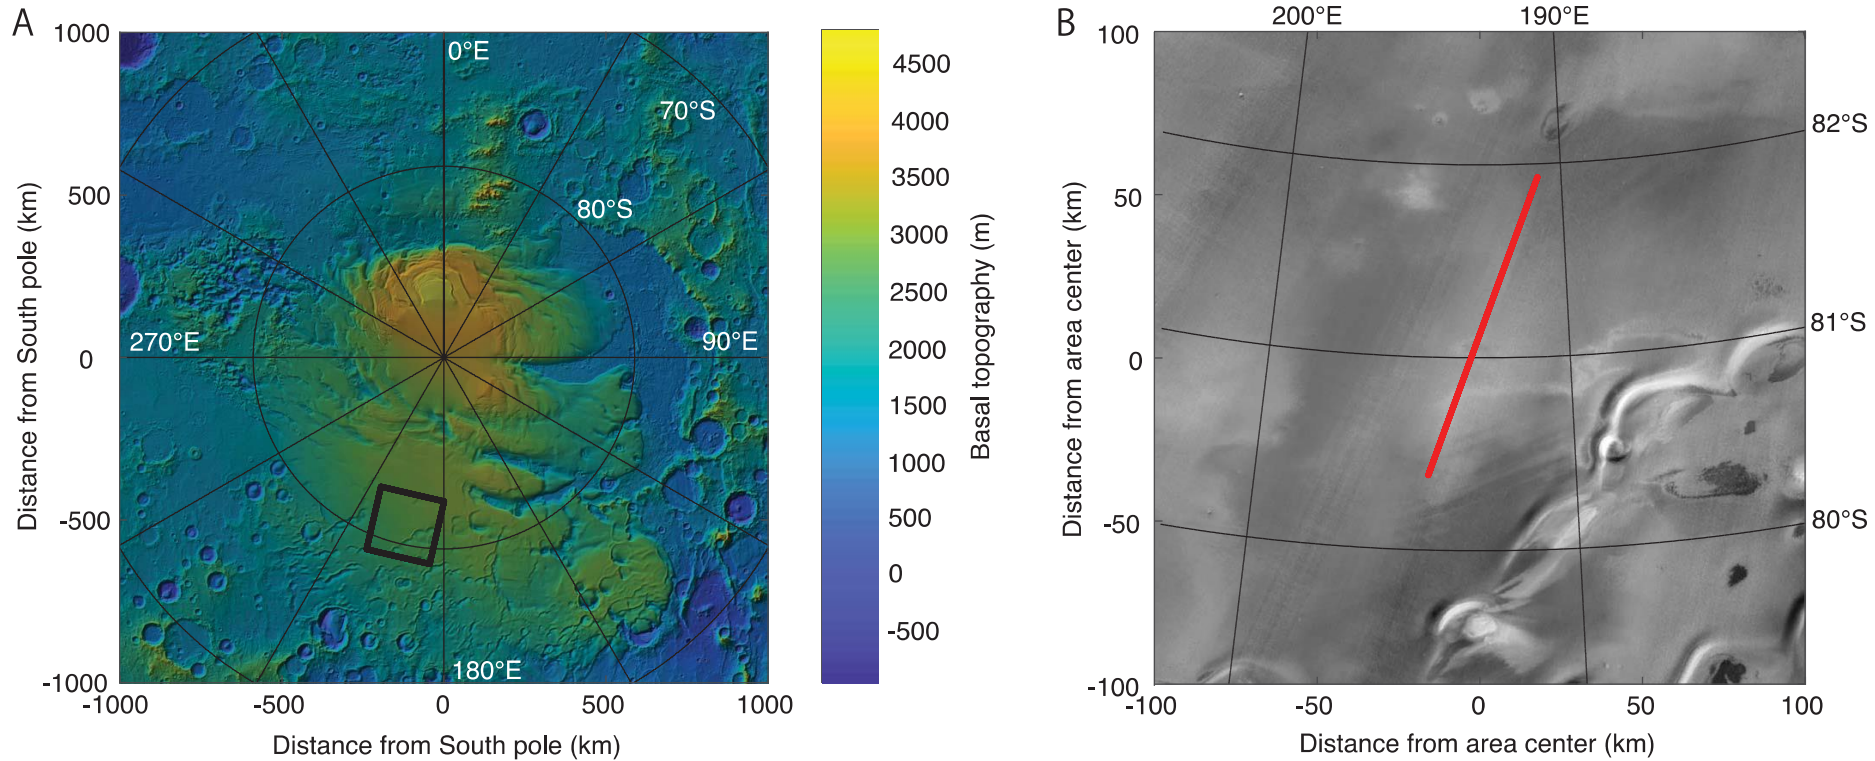 A
1000
500
0
-500
-1000
Distance from South pole (km)
0°E
70°S
80°S
270°E
90°E
180°E
-1000
-500
0
500
1000
Distance from South pole (km)
4500
4000
3500
3000
2500
2000
1500
1000
500
0
-500
Basal topography (m)
B
200°E
190°E
100
50
0
-50
-100
Distance from area center (km)
82°S
81°S
80°S
-100
-50
0
50
100
Distance from area center (km)